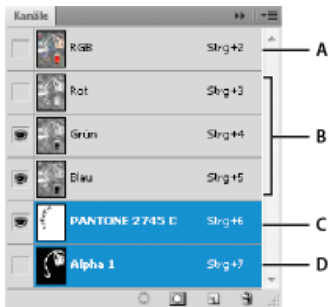 Kanäle
RGB Strg+2 A
Rot Strg+3
B
Grün Strg+4
Blau Strg+5
PANTONE 2745 C Strg+6 C
Alpha 1 Strg+7 D